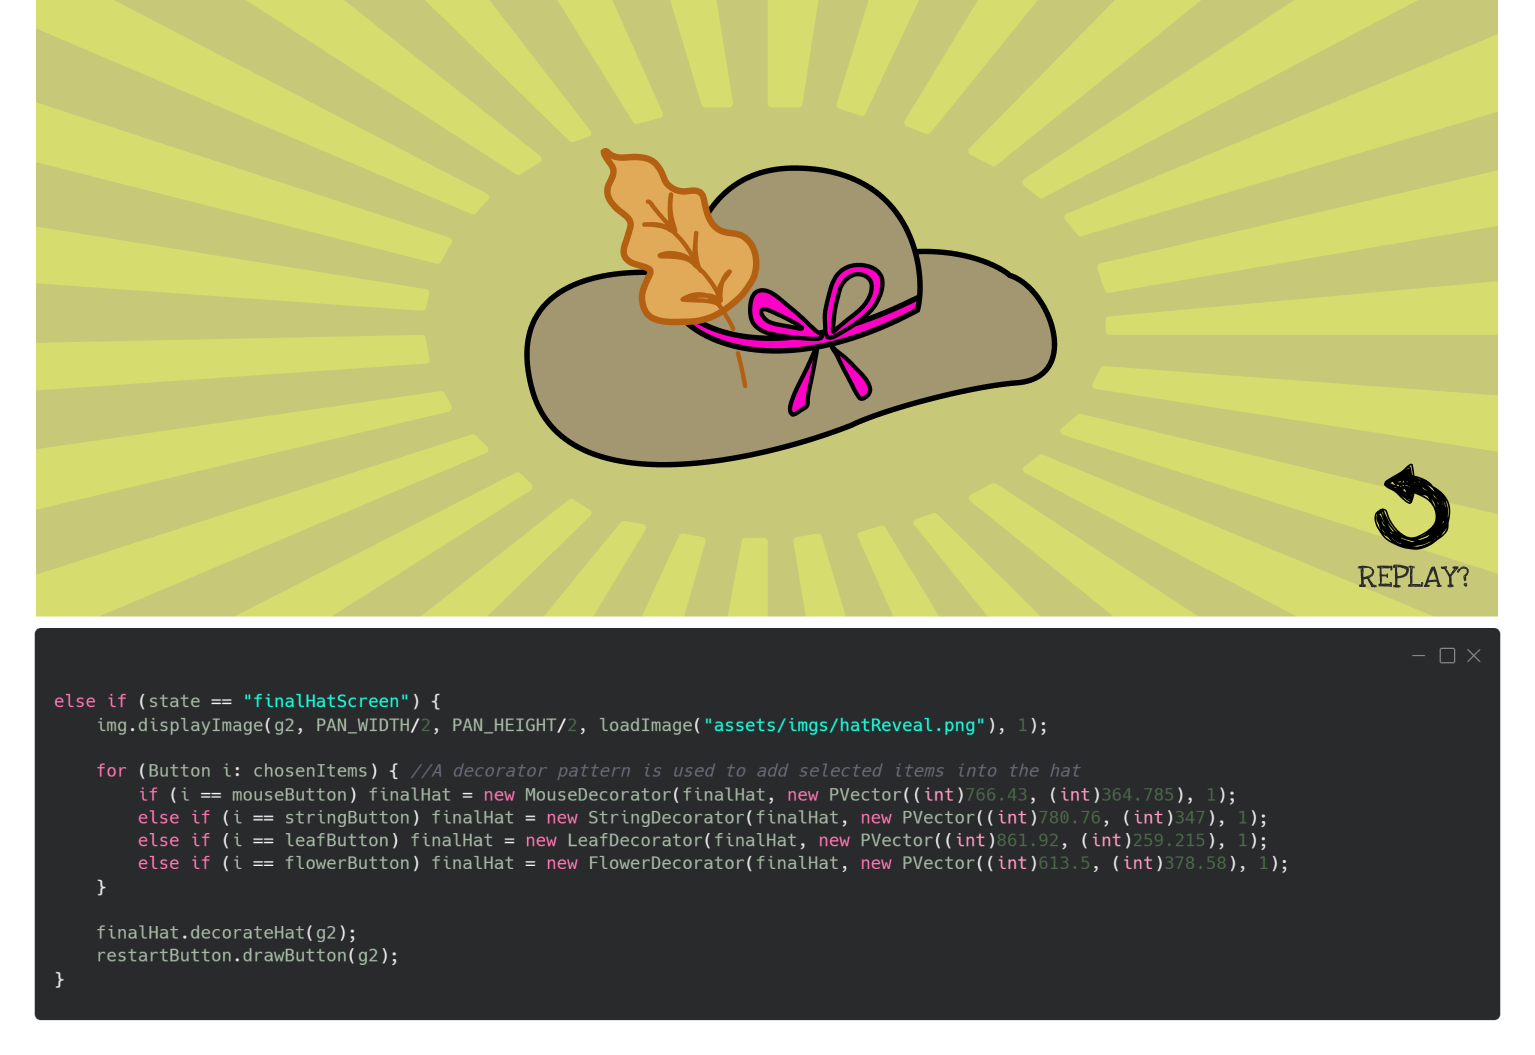 REPLAY?
else if (state == "finalHatScreen") {
    img.displayImage(g2, PAN_WIDTH/2, PAN_HEIGHT/2, loadImage("assets/imgs/hatReveal.png"), 1);
    for (Button i: chosenItems) { //A decorator pattern is used to add selected items into the hat
        if (i == mouseButton) finalHat = new MouseDecorator(finalHat, new PVector((int)766.43, (int)364.785), 1);
        else if (i == stringButton) finalHat = new StringDecorator(finalHat, new PVector((int)780.76, (int)347), 1);
        else if (i == leafButton) finalHat = new LeafDecorator(finalHat, new PVector((int)861.92, (int)259.215), 1);
        else if (i == flowerButton) finalHat = new FlowerDecorator(finalHat, new PVector((int)613.5, (int)378.58), 1);
    }
    finalHat.decorateHat(g2);
    restartButton.drawButton(g2);
}